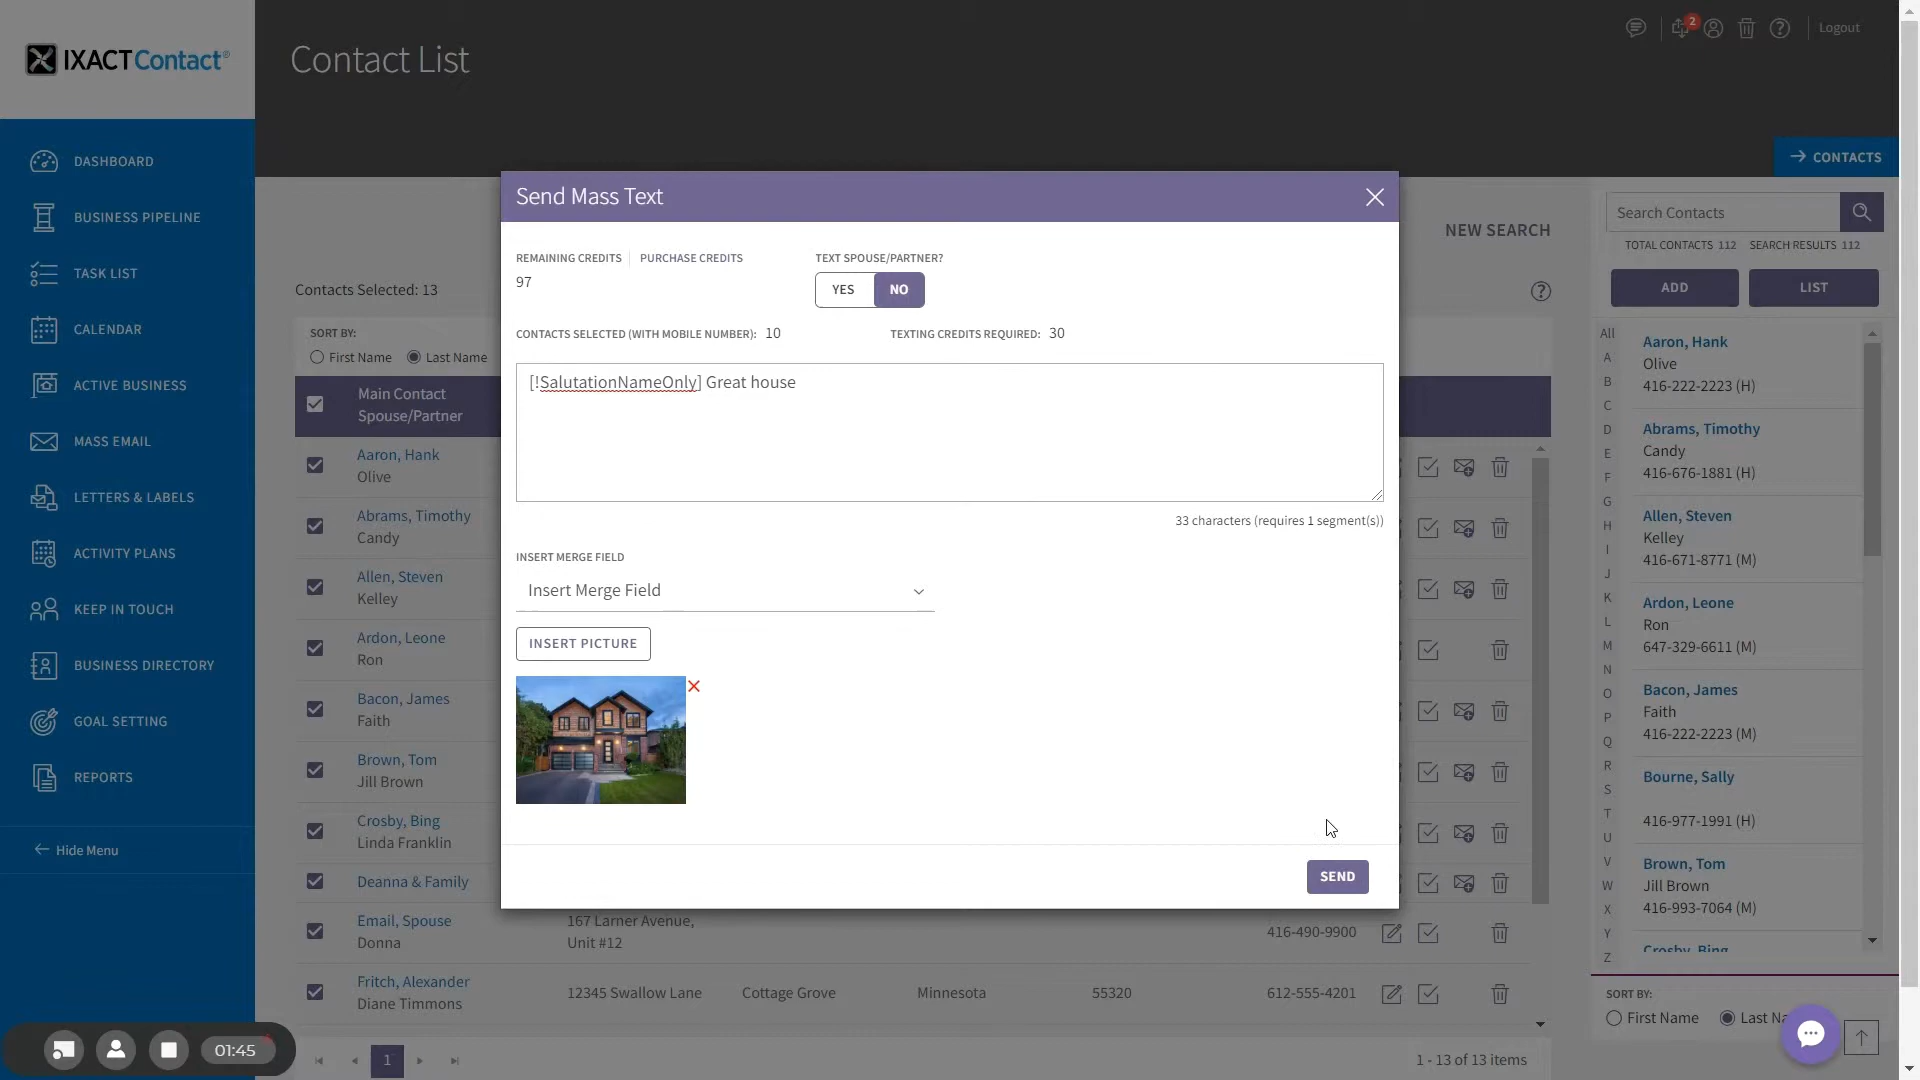 IXACTContact®
Contact List
2
Logout
CONTACTS
DASHBOARD
BUSINESS PIPELINE
TASK LIST
CALENDAR
ACTIVE BUSINESS
MASS EMAIL
LETTERS & LABELS
ACTIVITY PLANS
KEEP IN TOUCH
BUSINESS DIRECTORY
GOAL SETTING
REPORTS
Hide Menu
01:45
Contacts Selected: 13
NEW SEARCH
SORT BY:
First Name Last Name
Main Contact
Spouse/Partner
Aaron, Hank
Olive
Abrams, Timothy
Candy
Allen, Steven
Kelley
Ardon, Leone
Ron
Bacon, James
Faith
Brown, Tom
Jill Brown
Crosby, Bing
Linda Franklin
Deanna & Family
Email, Spouse
Donna
167 Larner Avenue,
Unit #12
416-490-9900
Fritch, Alexander
Diane Timmons
12345 Swallow Lane Cottage Grove Minnesota 55320 612-555-4201
1
1 - 13 of 13 items
Send Mass Text
REMAINING CREDITS PURCHASE CREDITS
97
TEXT SPOUSE/PARTNER?
YES NO
CONTACTS SELECTED (WITH MOBILE NUMBER): 10
TEXTING CREDITS REQUIRED: 30
[!SalutationNameOnly] Great house
33 characters (requires 1 segment(s))
INSERT MERGE FIELD
Insert Merge Field
INSERT PICTURE
SEND
Search Contacts
TOTAL CONTACTS 112 SEARCH RESULTS 112
ADD LIST
All
A
B
C
D
E
F
G
H
I
J
K
L
M
N
O
P
Q
R
S
T
U
V
W
X
Y
Z
Aaron, Hank
Olive
416-222-2223 (H)
Abrams, Timothy
Candy
416-676-1881 (H)
Allen, Steven
Kelley
416-671-8771 (M)
Ardon, Leone
Ron
647-329-6611 (M)
Bacon, James
Faith
416-222-2223 (M)
Bourne, Sally
416-977-1991 (H)
Brown, Tom
Jill Brown
416-993-7064 (M)
Crosby, Bing
SORT BY:
First Name Last Na